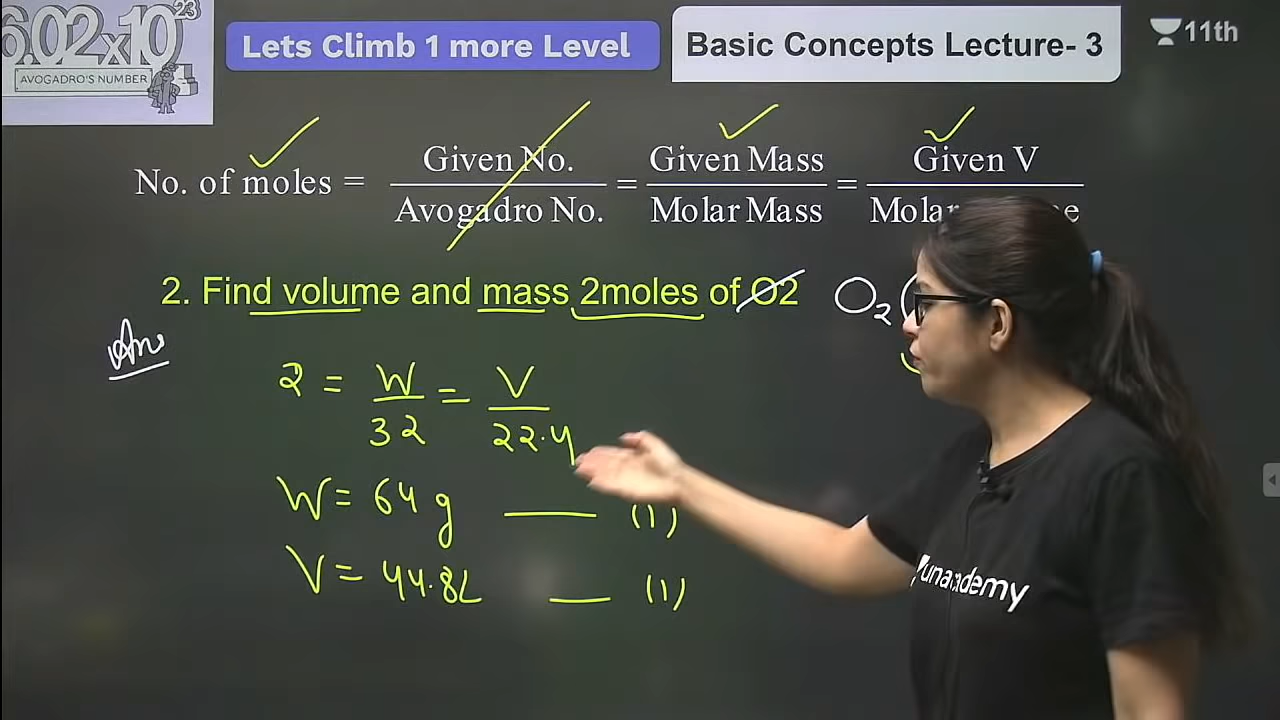 6.02x10^23
AVOGADRO'S NUMBER
Lets Climb 1 more Level
Basic Concepts Lecture- 3
11th
No. of moles = Given No. / Avogadro No. = Given Mass / Molar Mass = Given V / Molar
2. Find volume and mass 2moles of O2 O₂
Ans
2 = W/32 = V/22.4
W = 64 g —— (1)
V = 44.8L —— (1)
unacademy